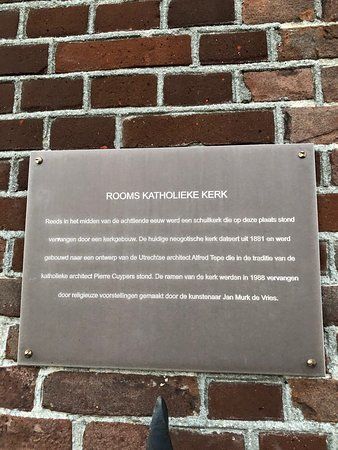 ROOMS KATHOLIEKE KERK
Reeds in het midden van de achttiende eeuw werd een schuilkerk die op deze plaats stond
vervangen door een kerkgebouw. De huidige neogotische kerk dateert uit 1881 en werd
gebouwd naar een ontwerp van de Utrechtse architect Alfred Tepe die in de traditie van de
katholieke architect Pierre Cuypers stond. De ramen van de kerk werden in 1988 vervangen
door religieuze voorstellingen gemaakt door de kunstenaar Jan Murk de Vries.